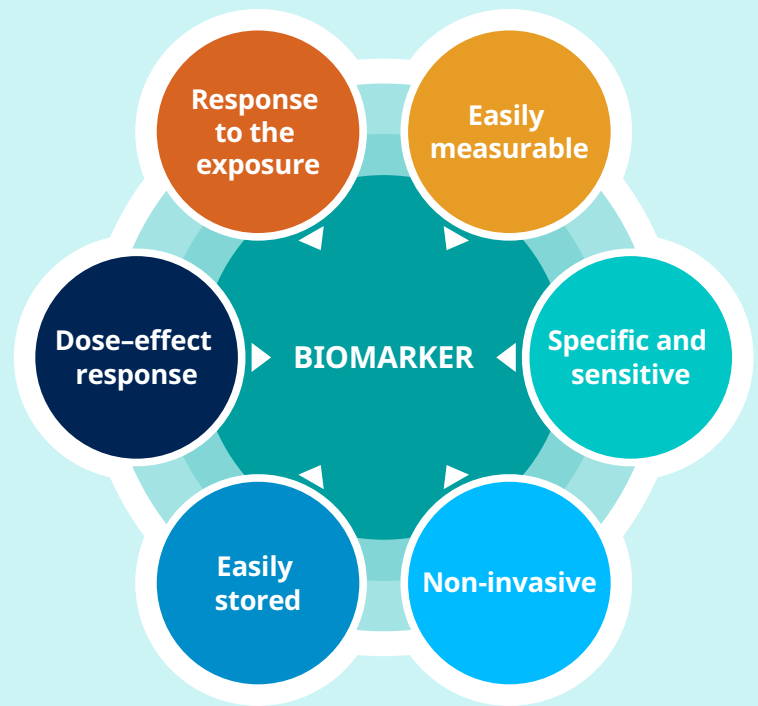 Response
to the
exposure
Easily
measurable
Dose–effect
response
BIOMARKER
Specific and
sensitive
Easily
stored
Non-invasive